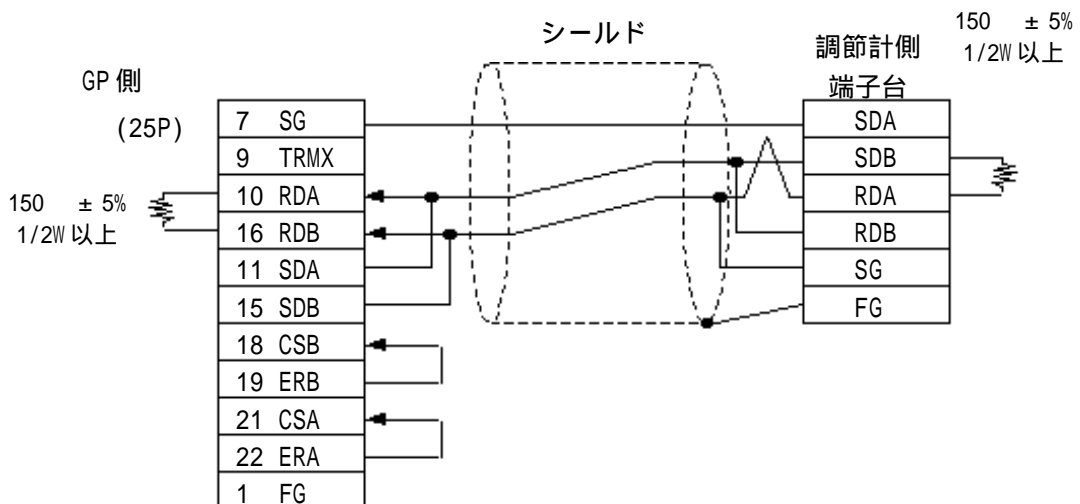 シールド
150 ± 5%
1/2W 以上
調節計側
端子台
GP 側
(25P)
7 SG
9 TRMX
10 RDA
16 RDB
11 SDA
15 SDB
18 CSB
19 ERB
21 CSA
22 ERA
1 FG
150 ± 5%
1/2W 以上
SDA
SDB
RDA
RDB
SG
FG